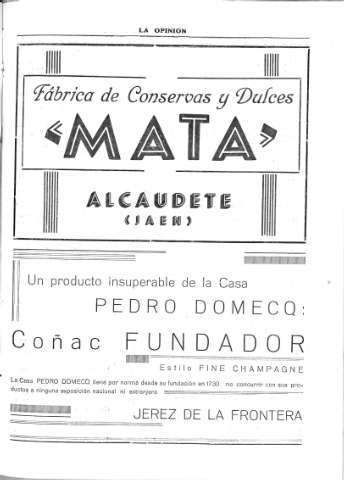 LA OPINION
Fábrica de Conservas y Dulces
"MATA"
ALCAUDETE
(JAEN)
Un producto insuperable de la Casa
PEDRO DOMECQ:
Coñac FUNDADOR
Estilo FINE CHAMPAGNE
La Casa PEDRO DOMECQ tiene por norma desde su fundación en 1730 no concurrir con sus pro-
ductos a ninguna exposición nacional ni extranjera
JEREZ DE LA FRONTERA